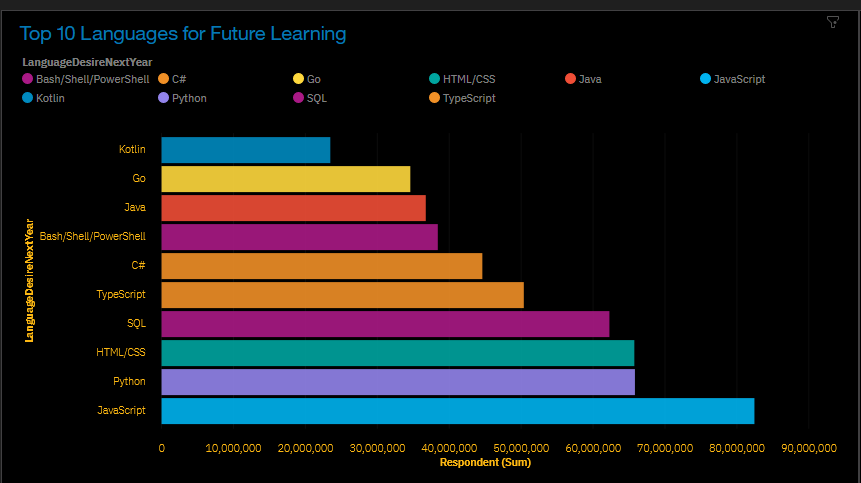 Top 10 Languages for Future Learning
LanguageDesireNextYear
Bash/Shell/PowerShell C# Go HTML/CSS Java JavaScript
Kotlin Python SQL TypeScript
Kotlin
Go
Java
Bash/Shell/PowerShell
C#
TypeScript
SQL
HTML/CSS
Python
JavaScript
LanguageDesireNextYear
0 10,000,000 20,000,000 30,000,000 40,000,000 50,000,000 60,000,000 70,000,000 80,000,000 90,000,000
Respondent (Sum)